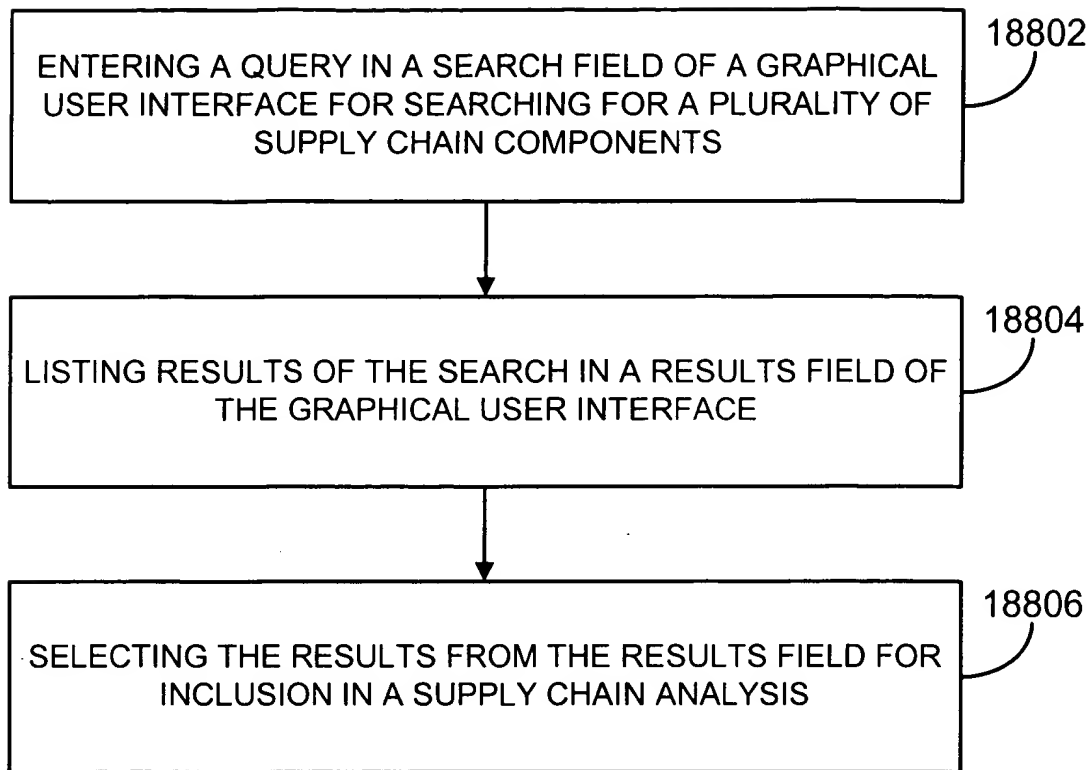 18802
ENTERING A QUERY IN A SEARCH FIELD OF A GRAPHICAL
USER INTERFACE FOR SEARCHING FOR A PLURALITY OF
SUPPLY CHAIN COMPONENTS
18804
LISTING RESULTS OF THE SEARCH IN A RESULTS FIELD OF
THE GRAPHICAL USER INTERFACE
18806
SELECTING THE RESULTS FROM THE RESULTS FIELD FOR
INCLUSION IN A SUPPLY CHAIN ANALYSIS